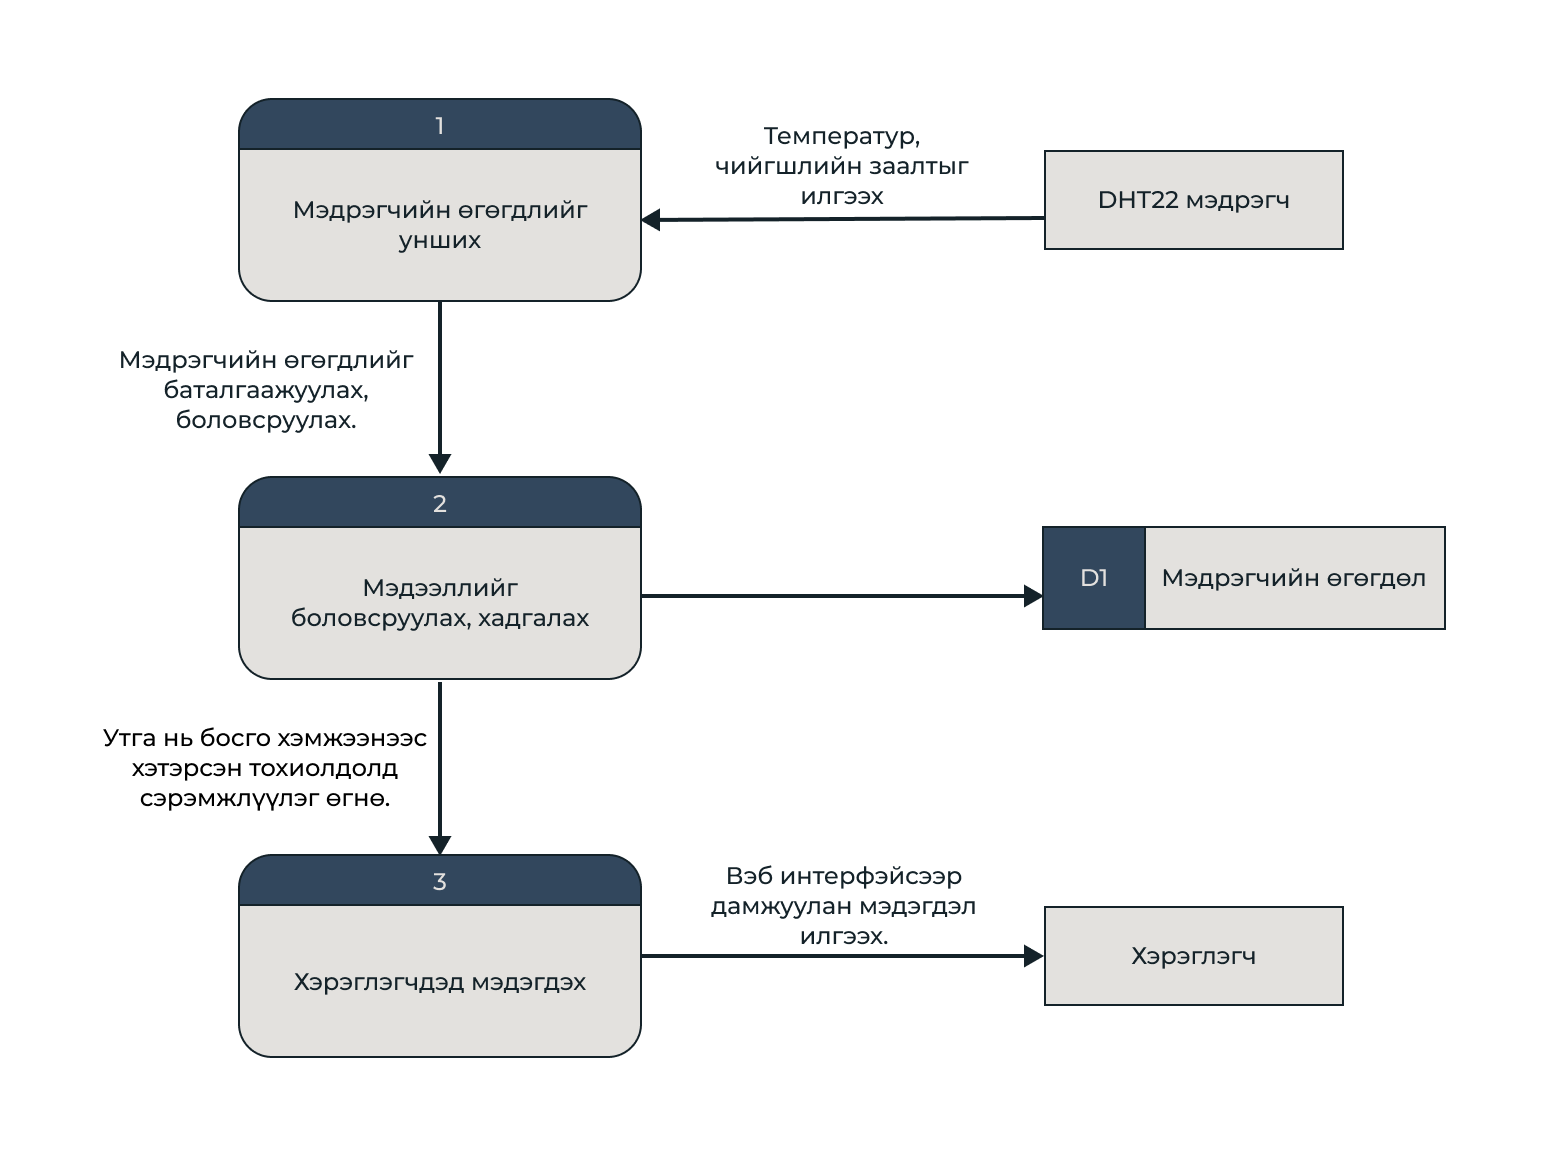 1
Мэдрэгчийн өгөгдлийг
унших
Температур,
чийгшлийн заалтыг
илгээх
DHT22 мэдрэгч
Мэдрэгчийн өгөгдлийг
баталгаажуулах,
боловсруулах.
2
Мэдээллийг
боловсруулах, хадгалах
D1
Мэдрэгчийн өгөгдөл
Утга нь босго хэмжээнээс
хэтэрсэн тохиолдолд
сэрэмжлүүлэг өгнө.
3
Хэрэглэгчдэд мэдэгдэх
Вэб интерфэйсээр
дамжуулан мэдэгдэл
илгээх.
Хэрэглэгч